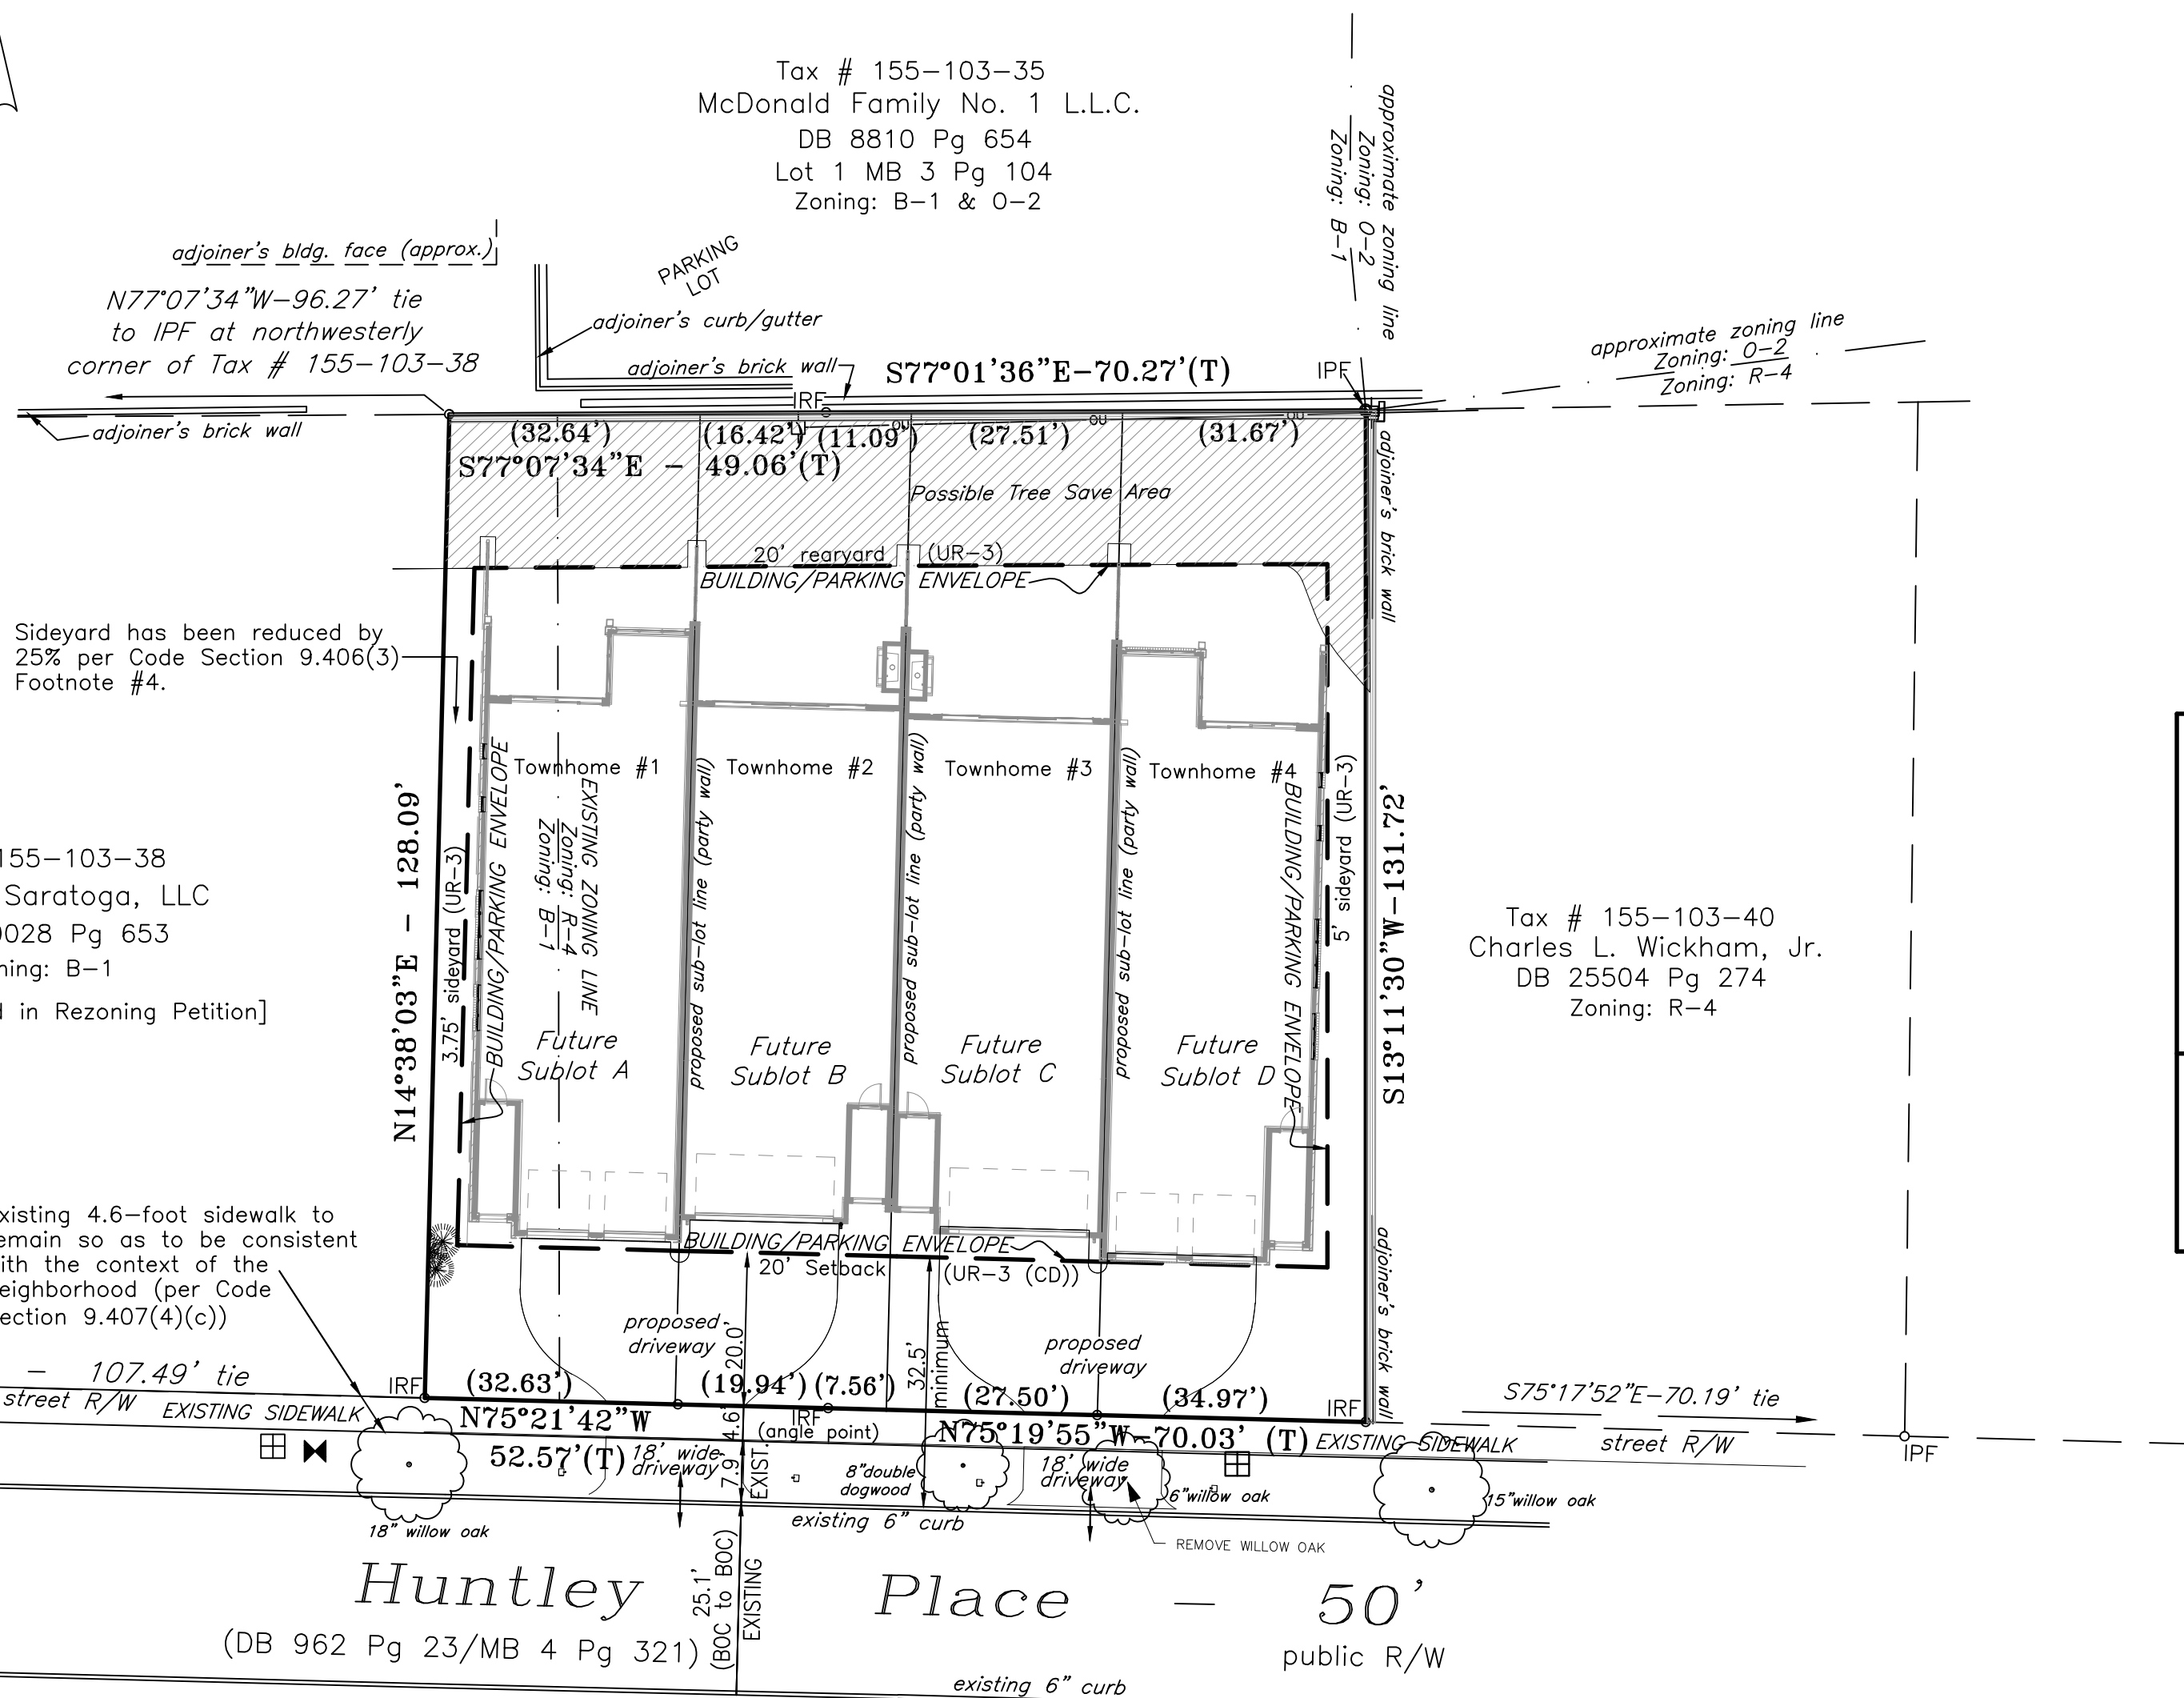 Tax # 155-103-35
McDonald Family No. 1 L.L.C.
DB 8810 Pg 654
Lot 1 MB 3 Pg 104
Zoning: B-1 & O-2
approximate zoning line
Zoning: O-2
Zoning: B-1
adjoiner's bldg. face (approx.)
PARKING
LOT
N77°07'34"W-96.27' tie
to IPF at northwesterly
corner of Tax # 155-103-38
adjoiner's curb/gutter
adjoiner's brick wall
S77°01'36"E-70.27'(T)
IPF
approximate zoning line
Zoning: O-2
Zoning: R-4
IRF
adjoiner's brick wall
OU
OU
OU
(32.64')
(16.42')
(11.09')
(27.51')
(31.67')
S77°07'34"E - 49.06'(T)
Possible Tree Save Area
adjoiner's brick wall
20' rearyard (UR-3)
BUILDING/PARKING ENVELOPE
Sideyard has been reduced by
25% per Code Section 9.406(3)
Footnote #4.
Townhome #1
Townhome #2
Townhome #3
Townhome #4
BUILDING/PARKING ENVELOPE
EXISTING ZONING LINE
Zoning: R-4
Zoning: B-1
proposed sub-lot line (party wall)
proposed sub-lot line (party wall)
proposed sub-lot line (party wall)
BUILDING/PARKING ENVELOPE
5' sideyard (UR-3)
S13°11'30"W-131.72'
N14°38'03"E - 128.09'
3.75' sideyard (UR-3)
155-103-38
Saratoga, LLC
0028 Pg 653
ning: B-1
d in Rezoning Petition]
Tax # 155-103-40
Charles L. Wickham, Jr.
DB 25504 Pg 274
Zoning: R-4
Future
Sublot A
Future
Sublot B
Future
Sublot C
Future
Sublot D
xisting 4.6-foot sidewalk to
emain so as to be consistent
ith the context of the
eighborhood (per Code
ection 9.407(4)(c))
BUILDING/PARKING ENVELOPE
20' Setback (UR-3 (CD))
proposed
driveway
20.0'
32.5'
minimum
proposed
driveway
adjoiner's brick wall
- 107.49' tie
street R/W
EXISTING SIDEWALK
IRF
(32.63')
(19.94')
(7.56')
(27.50')
(34.97')
IRF
S75°17'52"E-70.19' tie
N75°21'42"W
52.57'(T)
4.6'
IRF
(angle point)
N75°19'55"W-70.03' (T)
EXISTING SIDEWALK
street R/W
IPF
18' wide
driveway
7.9'
EXIST.
8"double
dogwood
18' wide
driveway
6"willow oak
15"willow oak
18" willow oak
existing 6" curb
REMOVE WILLOW OAK
Huntley Place - 50'
(DB 962 Pg 23/MB 4 Pg 321)
25.1'
(BOC to BOC)
EXISTING
public R/W
existing 6" curb